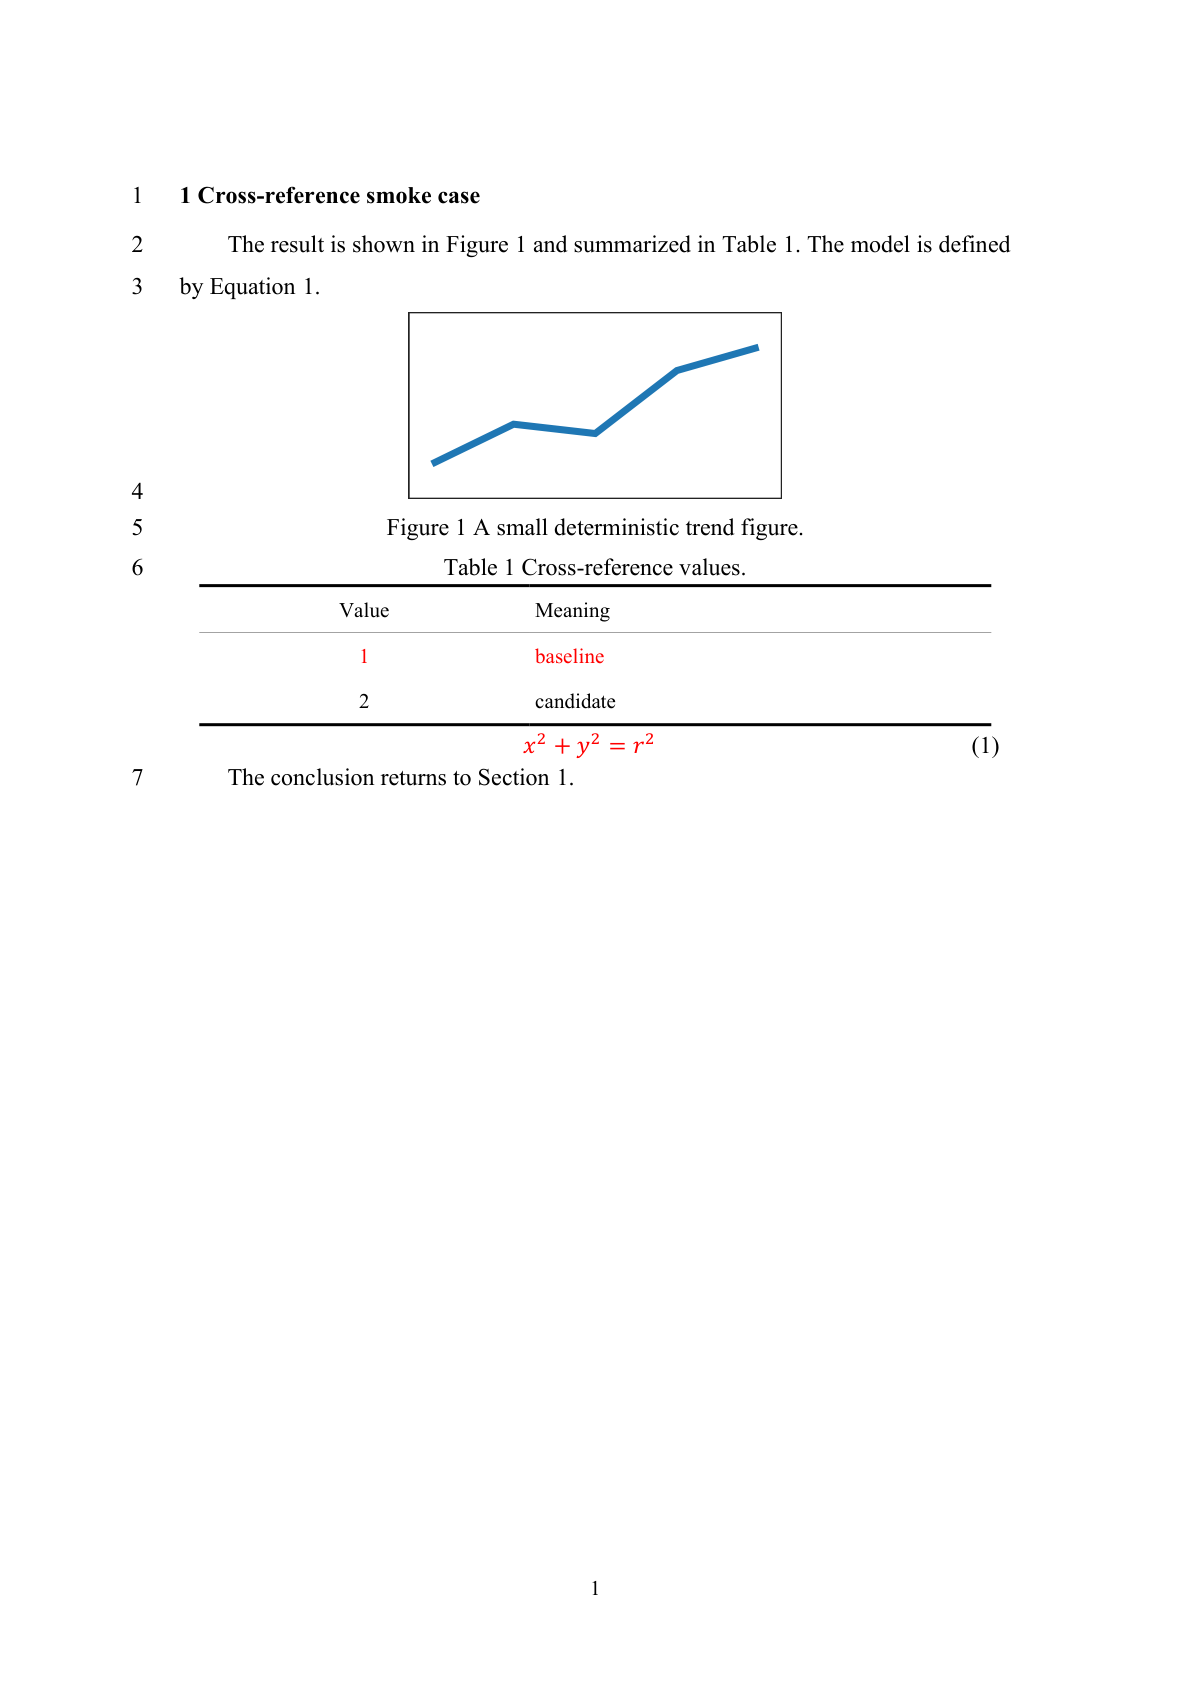 1 1 Cross-reference smoke case
2 The result is shown in Figure 1 and summarized in Table 1. The model is defined
3 by Equation 1.
4
5 Figure 1 A small deterministic trend figure.
6 Table 1 Cross-reference values.
Value Meaning
1 baseline
2 candidate
x² + y² = r² (1)
7 The conclusion returns to Section 1.
1